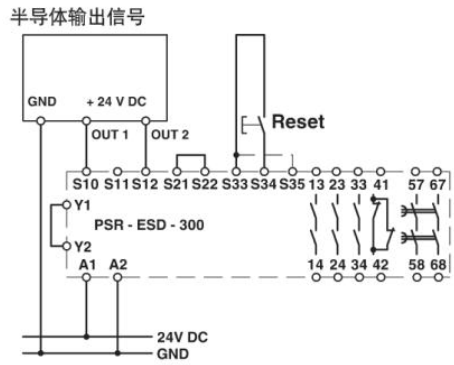 半导体输出信号
GND + 24 V DC
OUT 1 OUT 2
Reset
S10 S11 S12 S21 S22 S33 S34 S35 13 23 33 41 57 67
Y1
PSR - ESD - 300
Y2
A1 A2 14 24 34 42 58 68
24V DC
GND